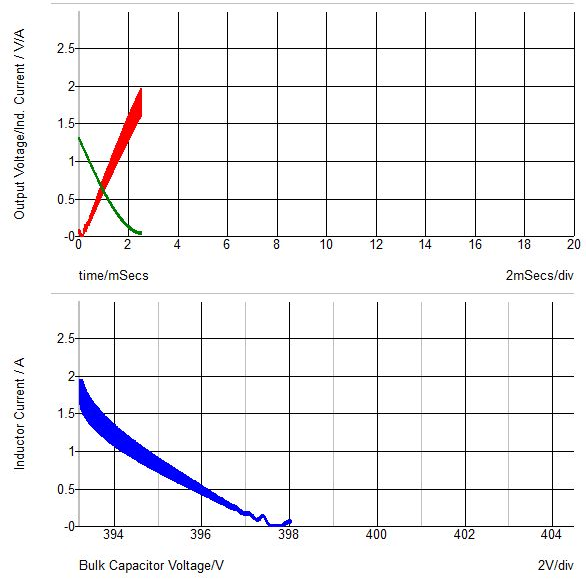 Output Voltage/Ind. Current / V/A
2.5
2
1.5
1
0.5
-0
0 2 4 6 8 10 12 14 16 18 20
time/mSecs 2mSecs/div
Inductor Current / A
2.5
2
1.5
1
0.5
-0
394 396 398 400 402 404
Bulk Capacitor Voltage/V 2V/div